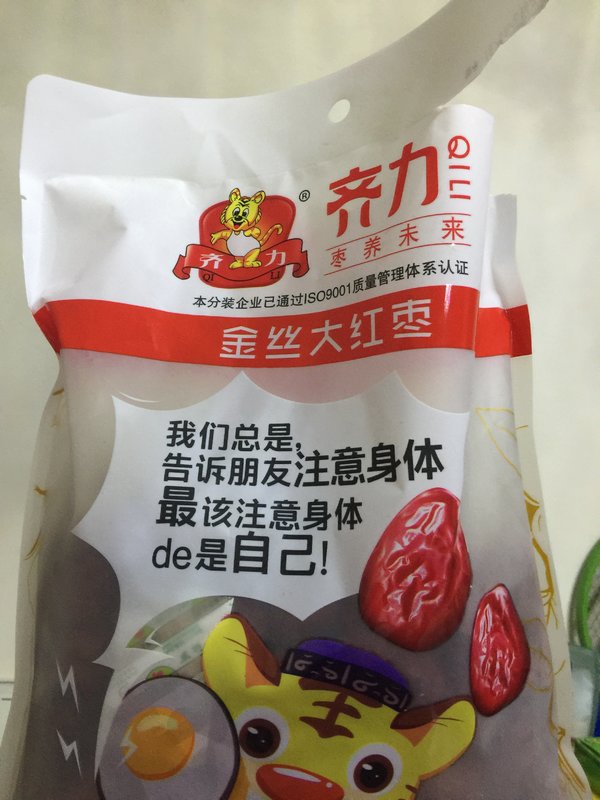 齐力
QI LI
®
齐力
枣养未来
本分装企业已通过ISO9001质量管理体系认证
金丝大红枣
我们总是,
告诉朋友注意身体
最该注意身体
de是自己!